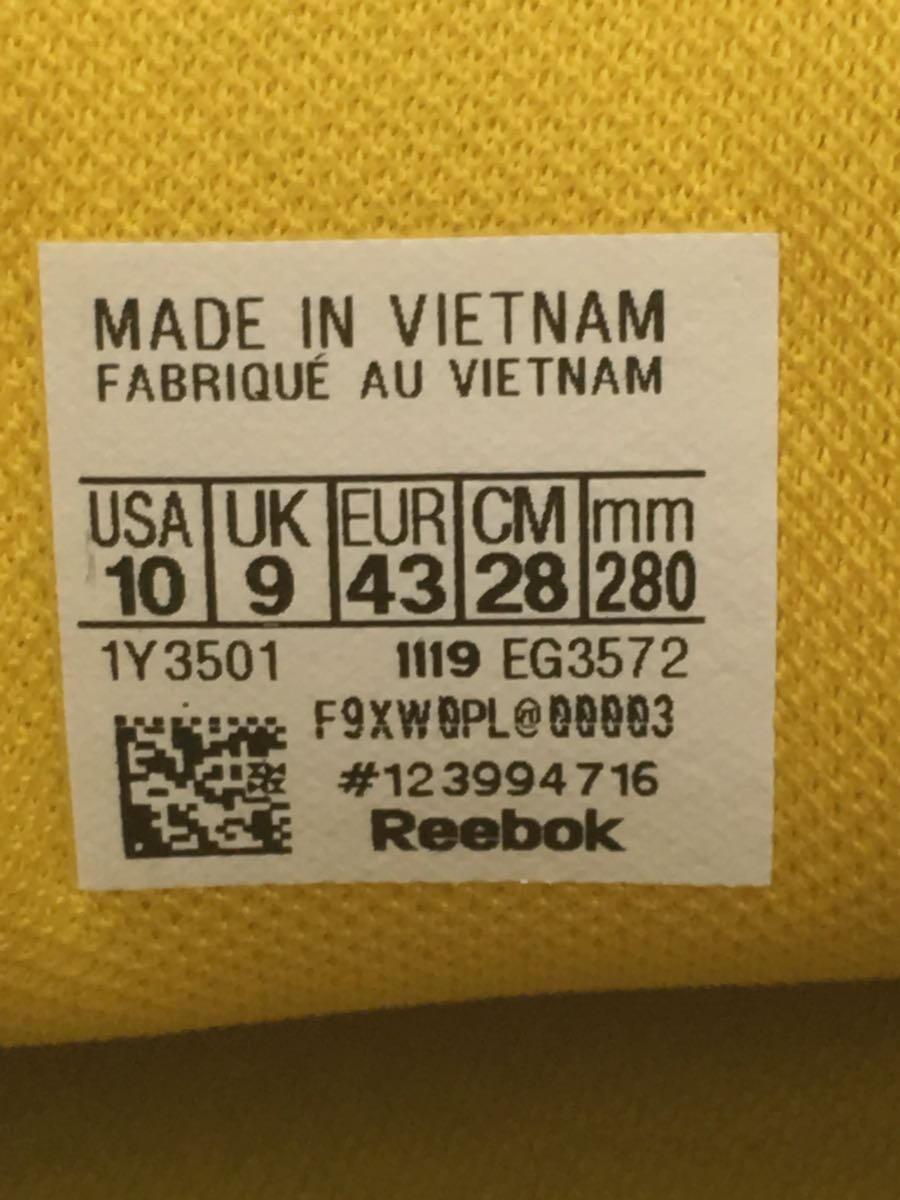 MADE IN VIETNAM
FABRIQUÉ AU VIETNAM
USA UK EUR CM mm
10 9 43 28 280
1Y3501 1119 EG3572
F9XW0PL@00003
#123994716
Reebok